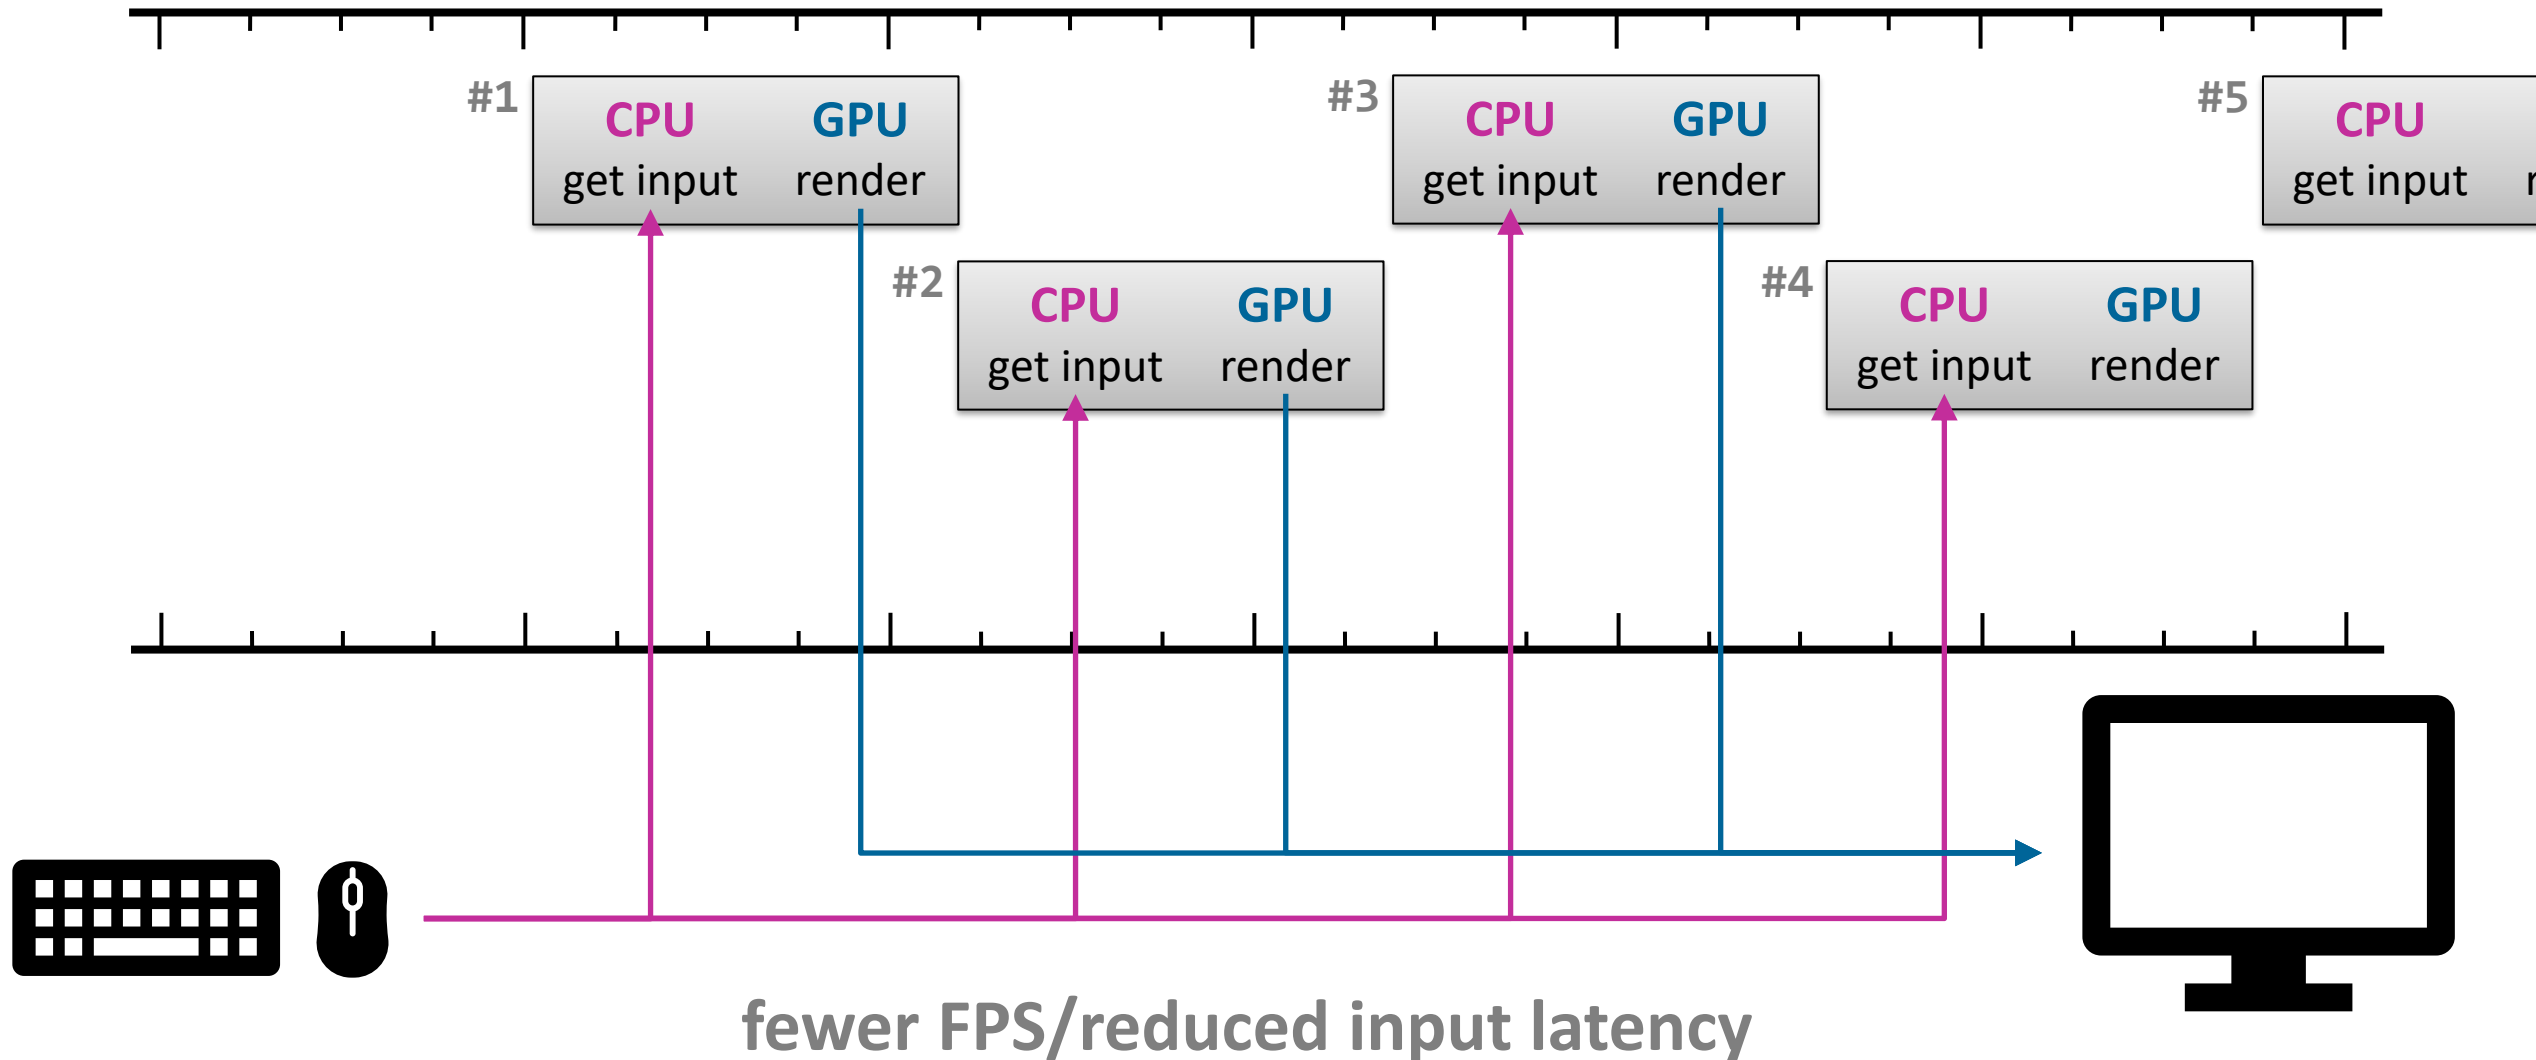 #1
CPU GPU
get input render
#3
CPU GPU
get input render
#5
CPU
get input
#2
CPU GPU
get input render
#4
CPU GPU
get input render
fewer FPS/reduced input latency